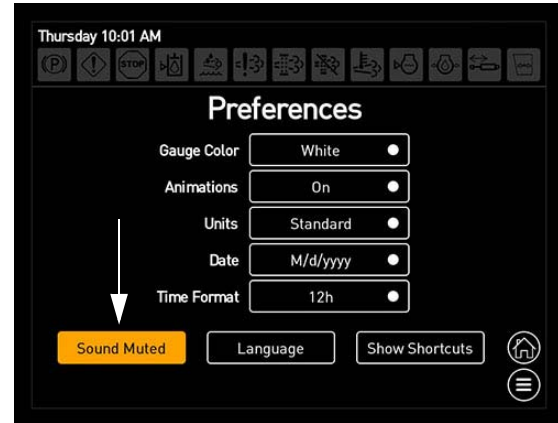 Thursday 10:01 AM
(P) STOP
Preferences
Gauge Color White
Animations On
Units Standard
Date M/d/yyyy
Time Format 12h
Sound Muted Language Show Shortcuts